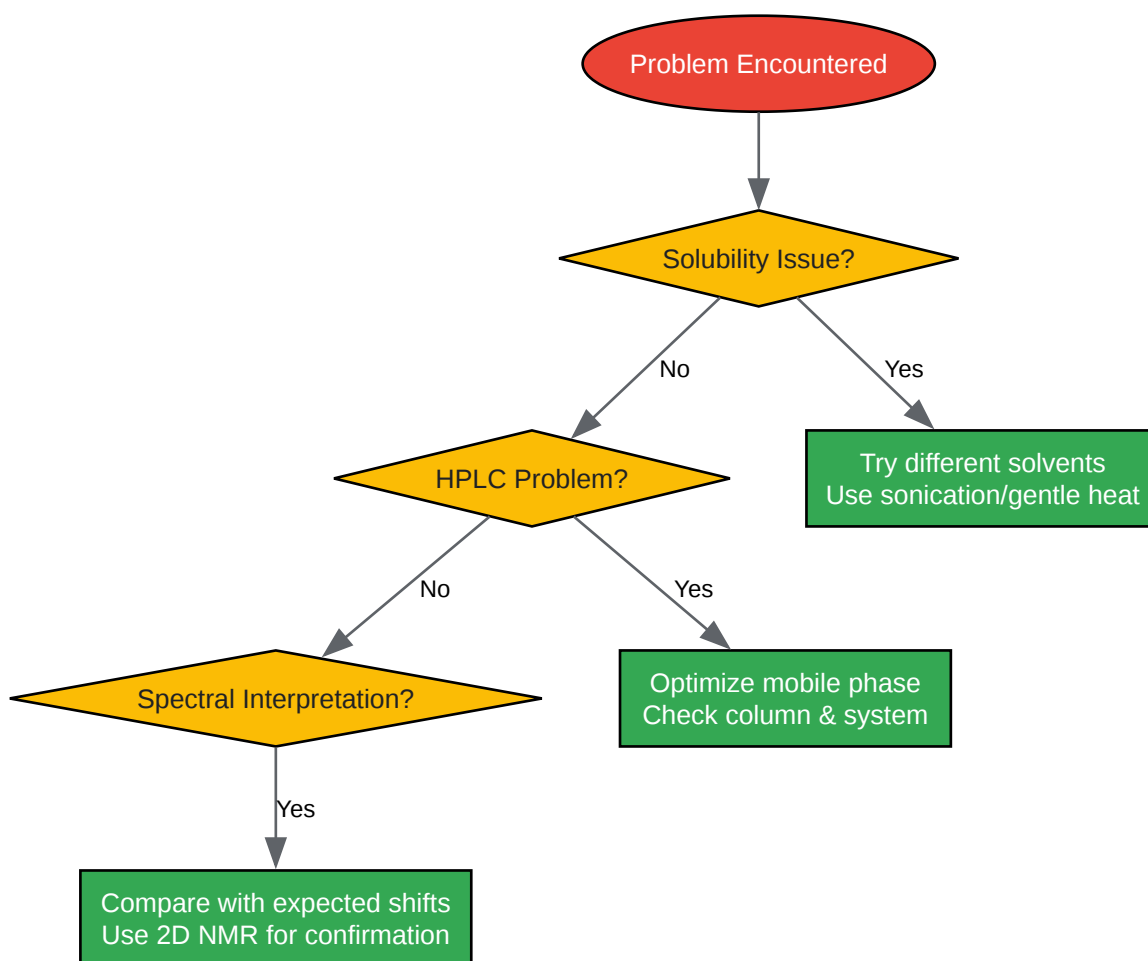 Problem Encountered
Solubility Issue?
No
Yes
HPLC Problem?
Try different solvents
Use sonication/gentle heat
No
Yes
Spectral Interpretation?
Optimize mobile phase
Check column & system
Yes
Compare with expected shifts
Use 2D NMR for confirmation